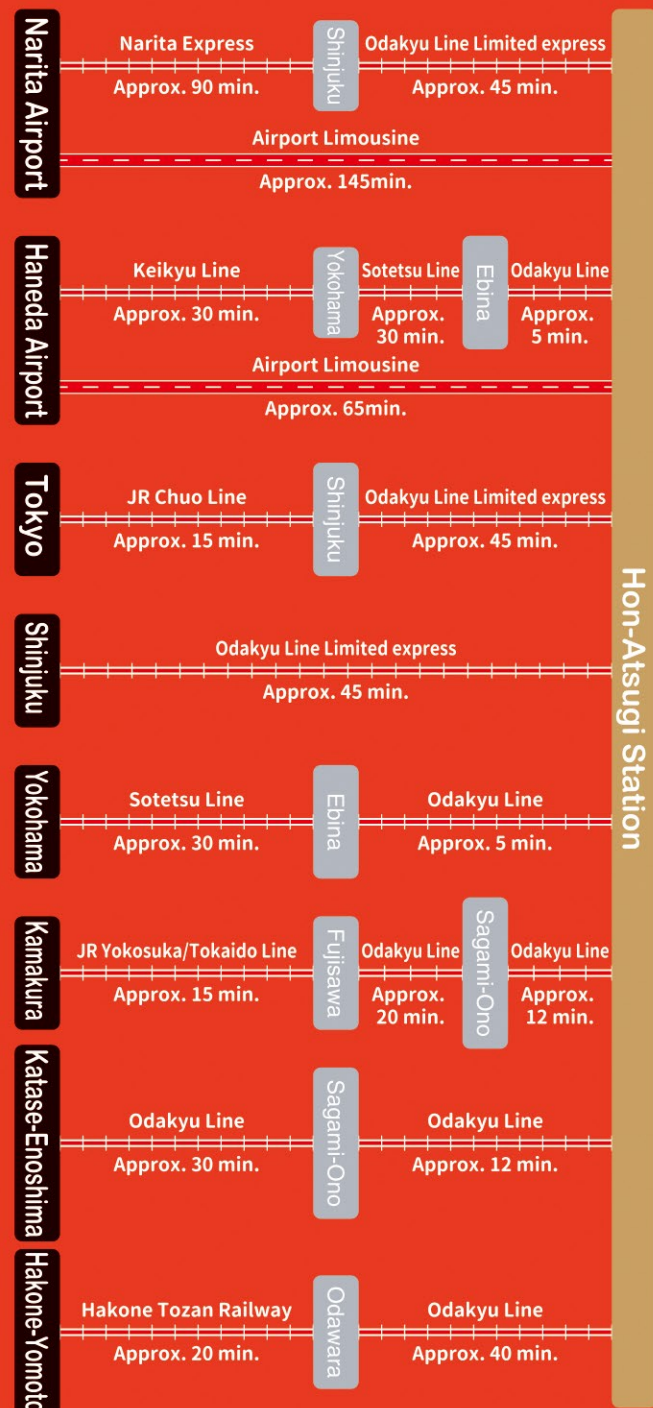 Narita Airport
Narita Express
Approx. 90 min.
Shinjuku
Odakyu Line Limited express
Approx. 45 min.
Airport Limousine
Approx. 145min.
Haneda Airport
Keikyu Line
Approx. 30 min.
Yokohama
Sotetsu Line
Approx.
30 min.
Ebina
Odakyu Line
Approx.
5 min.
Airport Limousine
Approx. 65min.
Tokyo
JR Chuo Line
Approx. 15 min.
Shinjuku
Odakyu Line Limited express
Approx. 45 min.
Shinjuku
Odakyu Line Limited express
Approx. 45 min.
Yokohama
Sotetsu Line
Approx. 30 min.
Ebina
Odakyu Line
Approx. 5 min.
Kamakura
JR Yokosuka/Tokaido Line
Approx. 15 min.
Fujisawa
Odakyu Line
Approx.
20 min.
Sagami-Ono
Odakyu Line
Approx.
12 min.
Katase-Enoshima
Odakyu Line
Approx. 30 min.
Sagami-Ono
Odakyu Line
Approx. 12 min.
Hakone-Yomoto
Hakone Tozan Railway
Approx. 20 min.
Odawara
Odakyu Line
Approx. 40 min.
Hon-Atsugi Station